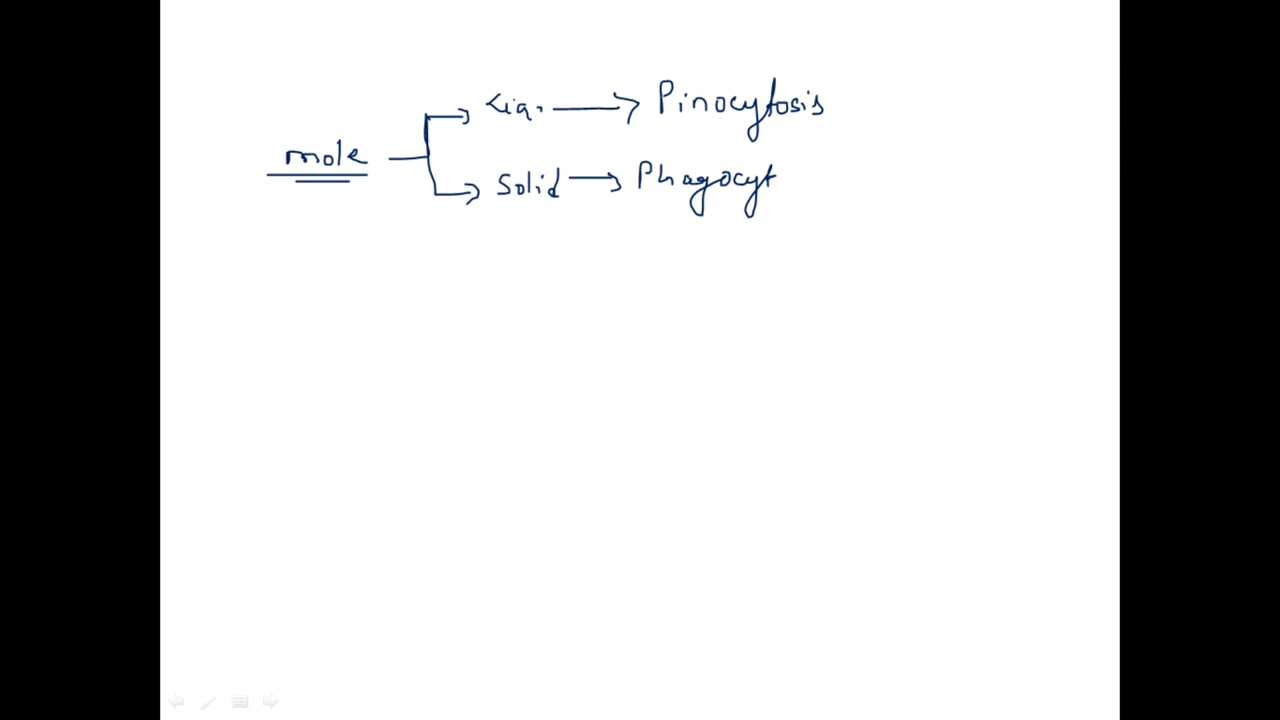 Liq. → Pinocytosis
mole
Solid → Phagocyt